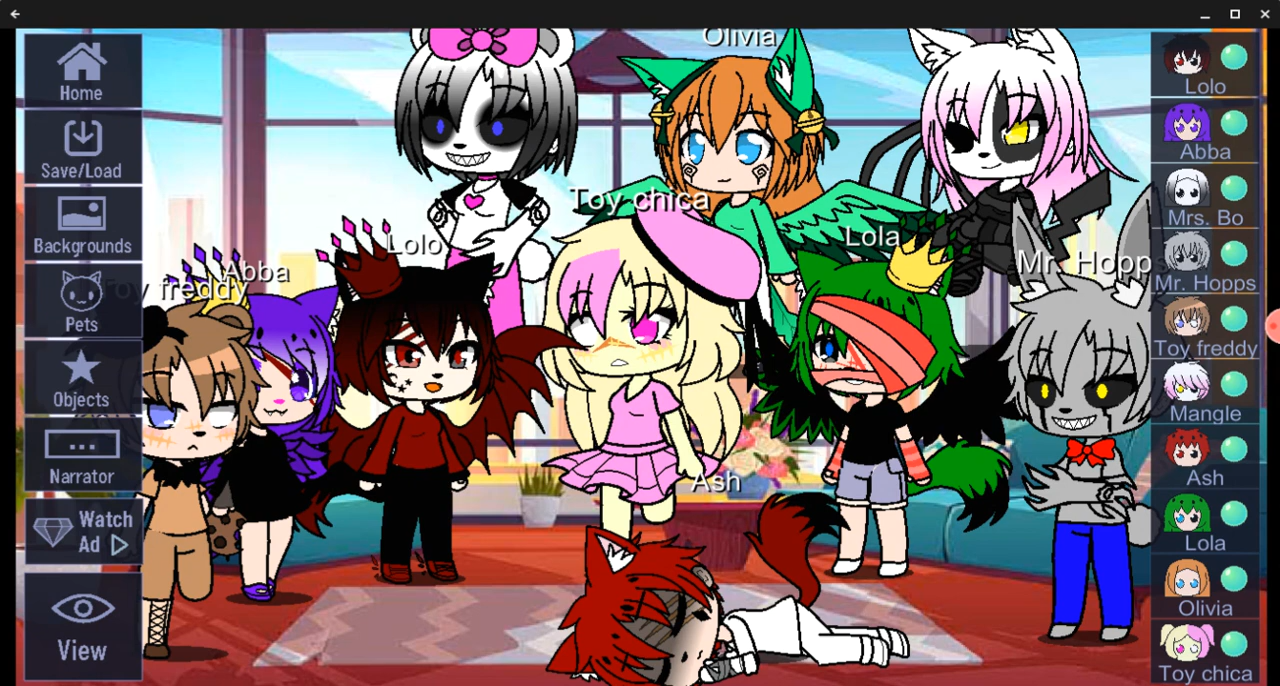 Home
Save/Load
Backgrounds
Pets
Objects
...
Narrator
Watch
Ad
View
Olivia
Toy chica
Lolo
Lola
Abba
Toy freddy
Mr. Hopps
Ash
Lolo
Abba
Mrs. Bo
Mr. Hopps
Toy freddy
Mangle
Ash
Lola
Olivia
Toy chica